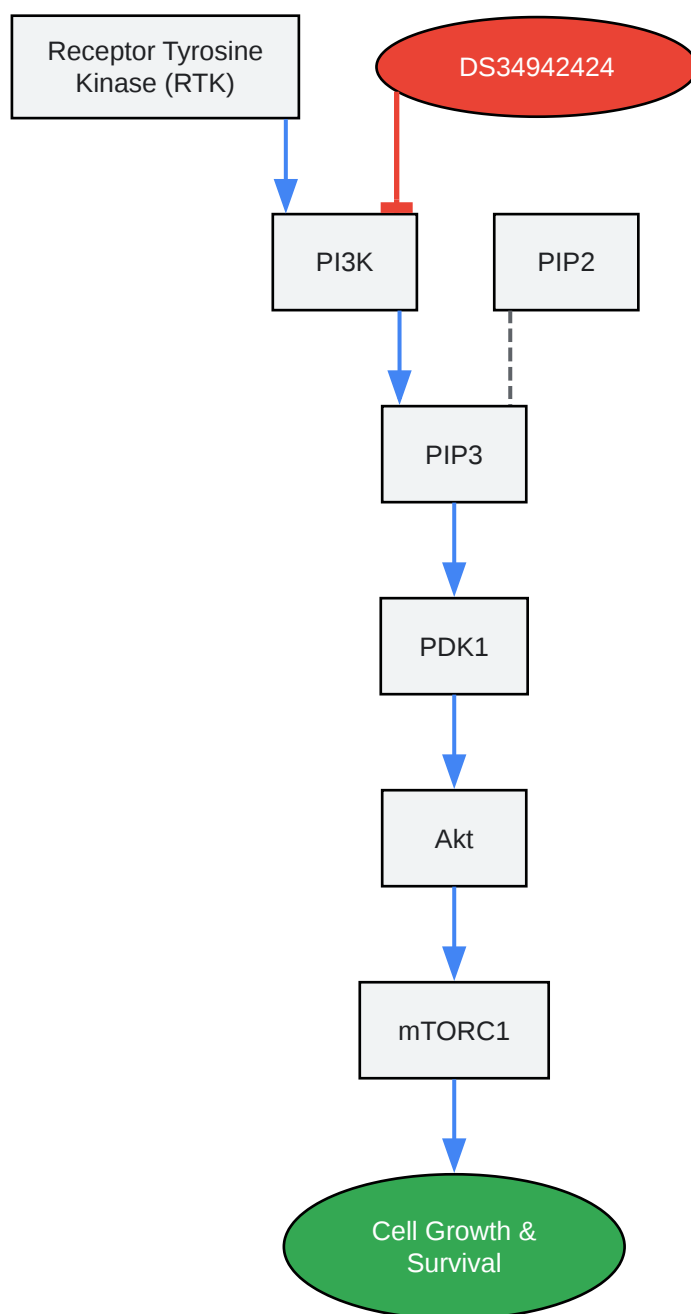 Receptor Tyrosine
Kinase (RTK)
DS34942424
PI3K
PIP2
PIP3
PDK1
Akt
mTORC1
Cell Growth &
Survival